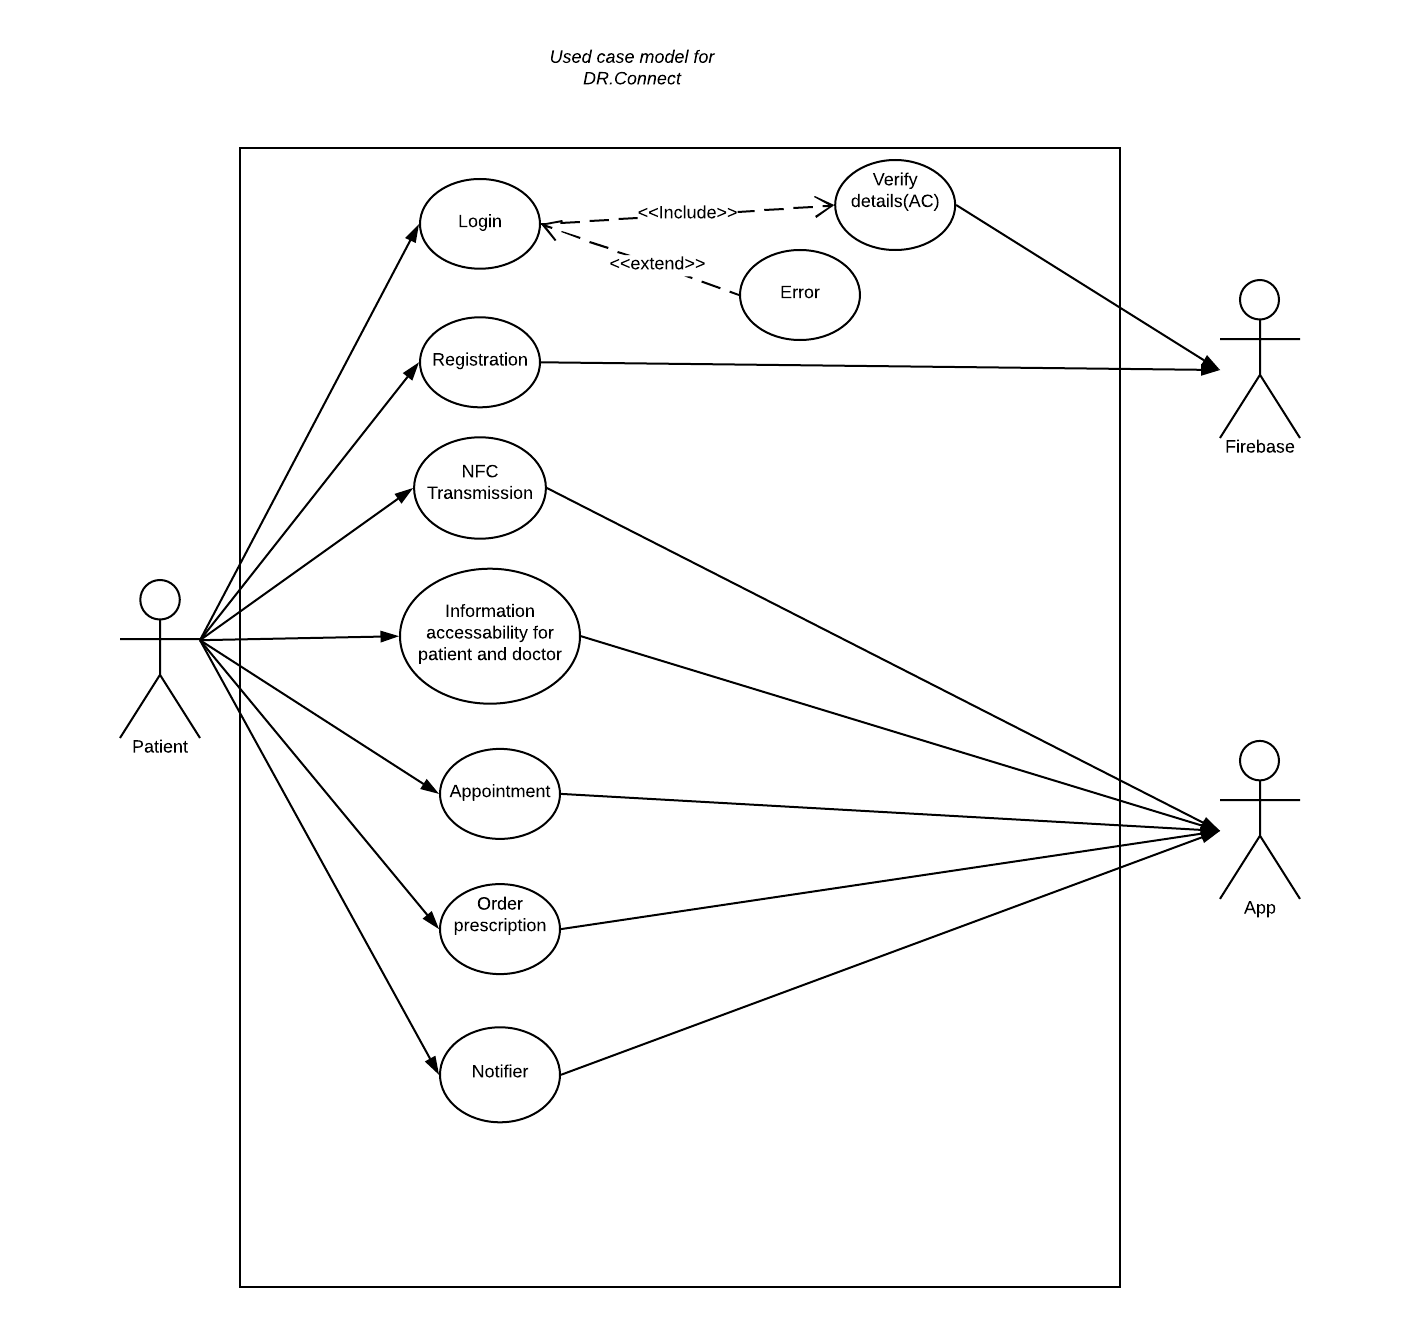 Used case model for
DR.Connect
Verify
details(AC)
Login
<<Include>>
<<extend>>
Error
Registration
Firebase
NFC
Transmission
Information
accessability for
patient and doctor
Patient
Appointment
Order
prescription
App
Notifier